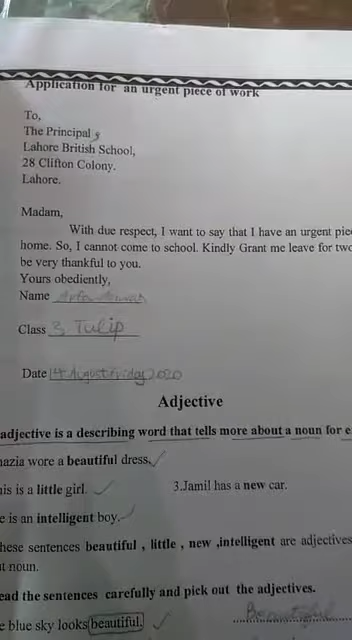 Application for an urgent piece of work
To,
The Principal,
Lahore British School,
28 Clifton Colony.
Lahore.
Madam,
With due respect, I want to say that I have an urgent pie
home. So, I cannot come to school. Kindly Grant me leave for two
be very thankful to you.
Yours obediently,
Name
Class 3 Tulip
Date 14 August Friday 2020
Adjective
adjective is a describing word that tells more about a noun for e
nazia wore a beautiful dress.
his is a little girl. 3.Jamil has a new car.
e is an intelligent boy.
hese sentences beautiful , little , new ,intelligent are adjectives
t noun.
ead the sentences carefully and pick out the adjectives.
e blue sky looks beautiful. Beautiful